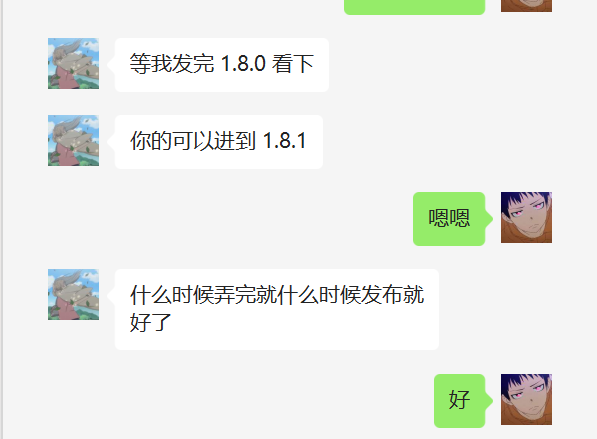 等我发完 1.8.0 看下
你的可以进到 1.8.1
嗯嗯
什么时候弄完就什么时候发布就
好了
好